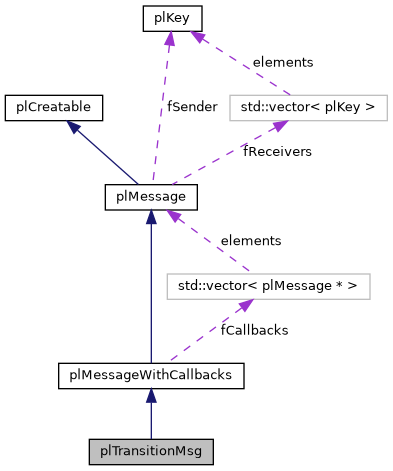 plKey
elements
plCreatable
fSender
std::vector< plKey >
fReceivers
plMessage
elements
std::vector< plMessage * >
fCallbacks
plMessageWithCallbacks
plTransitionMsg